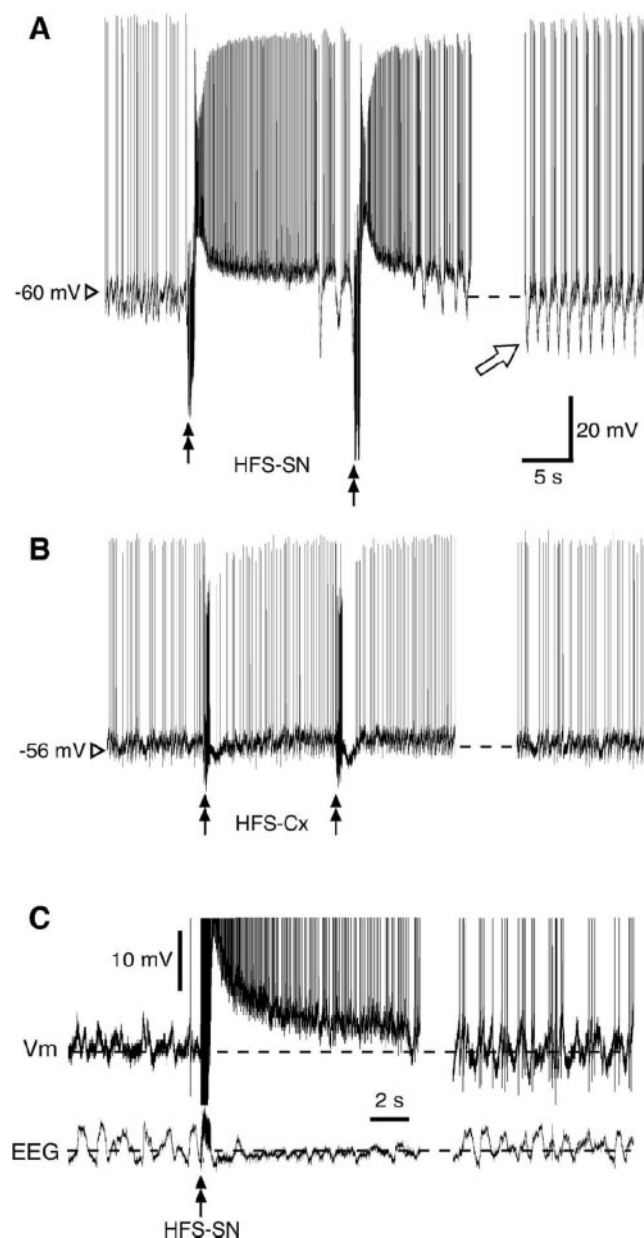 A
-60 mV
HFS-SN
20 mV
5 s
B
-56 mV
HFS-Cx
C
10 mV
Vm
2 s
EEG
HFS-SN